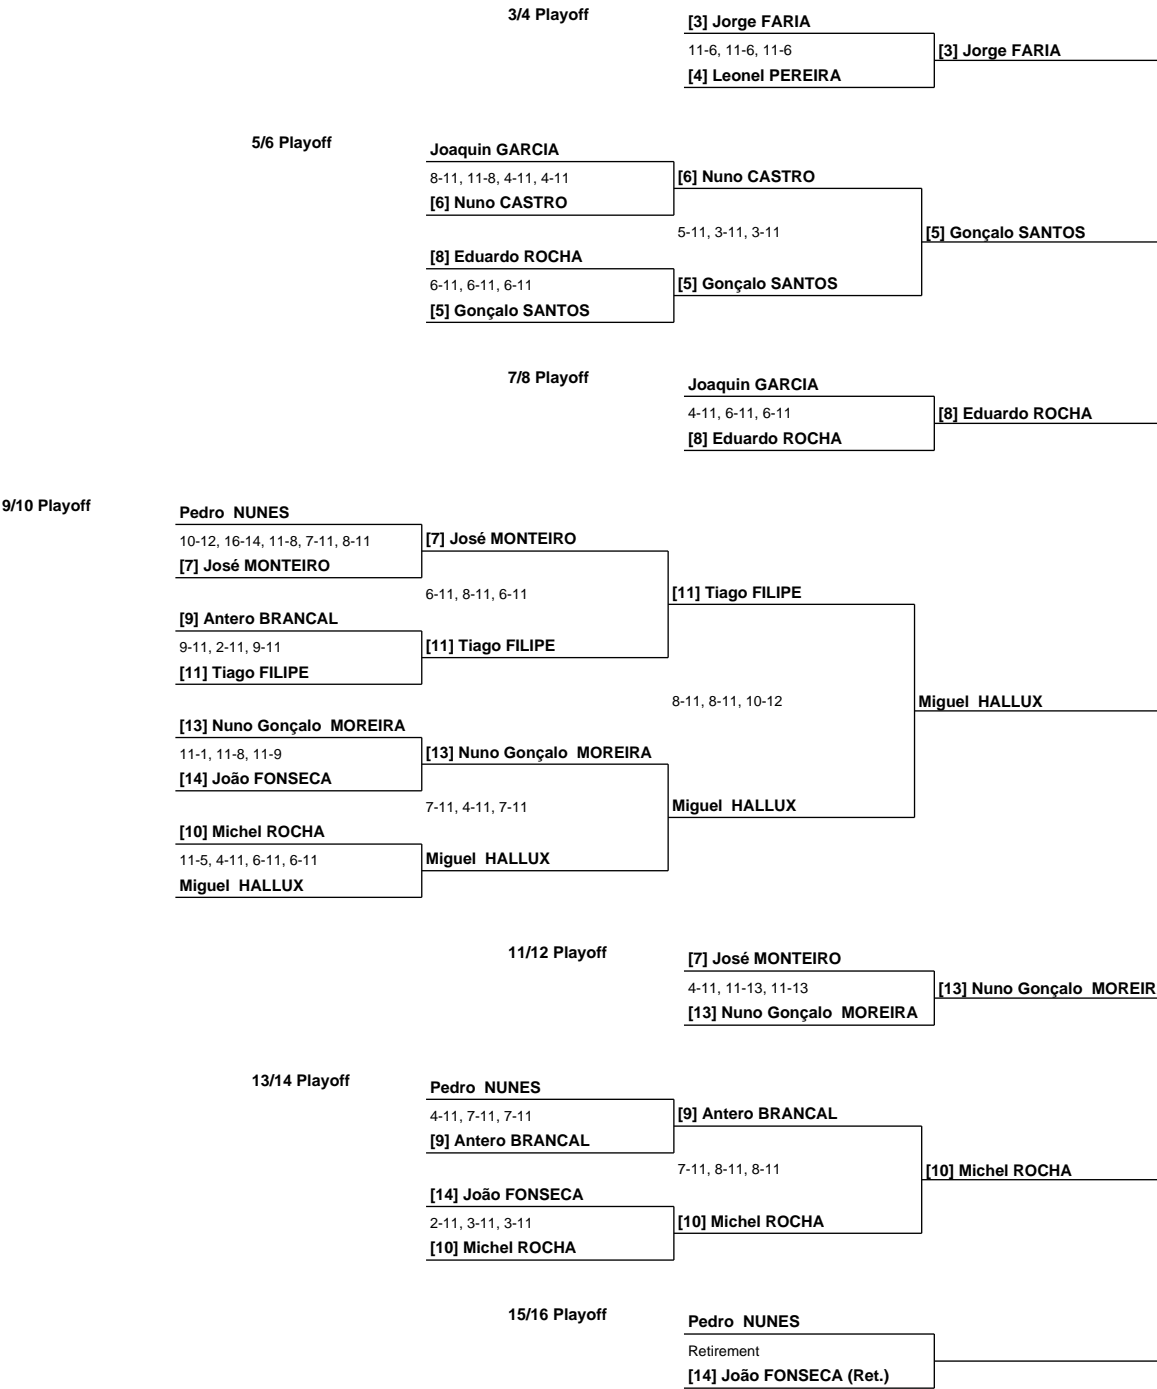 3/4 Playoff
[3] Jorge FARIA
11-6, 11-6, 11-6
[3] Jorge FARIA
[4] Leonel PEREIRA
5/6 Playoff
Joaquin GARCIA
8-11, 11-8, 4-11, 4-11
[6] Nuno CASTRO
[6] Nuno CASTRO
5-11, 3-11, 3-11
[5] Gonçalo SANTOS
[8] Eduardo ROCHA
6-11, 6-11, 6-11
[5] Gonçalo SANTOS
[5] Gonçalo SANTOS
7/8 Playoff
Joaquin GARCIA
4-11, 6-11, 6-11
[8] Eduardo ROCHA
[8] Eduardo ROCHA
9/10 Playoff
Pedro NUNES
10-12, 16-14, 11-8, 7-11, 8-11
[7] José MONTEIRO
[7] José MONTEIRO
6-11, 8-11, 6-11
[11] Tiago FILIPE
[9] Antero BRANCAL
9-11, 2-11, 9-11
[11] Tiago FILIPE
[11] Tiago FILIPE
8-11, 8-11, 10-12
Miguel HALLUX
[13] Nuno Gonçalo MOREIRA
11-1, 11-8, 11-9
[13] Nuno Gonçalo MOREIRA
[14] João FONSECA
7-11, 4-11, 7-11
Miguel HALLUX
[10] Michel ROCHA
11-5, 4-11, 6-11, 6-11
Miguel HALLUX
Miguel HALLUX
11/12 Playoff
[7] José MONTEIRO
4-11, 11-13, 11-13
[13] Nuno Gonçalo MOREIR
[13] Nuno Gonçalo MOREIRA
13/14 Playoff
Pedro NUNES
4-11, 7-11, 7-11
[9] Antero BRANCAL
[9] Antero BRANCAL
7-11, 8-11, 8-11
[10] Michel ROCHA
[14] João FONSECA
2-11, 3-11, 3-11
[10] Michel ROCHA
[10] Michel ROCHA
15/16 Playoff
Pedro NUNES
Retirement
[14] João FONSECA (Ret.)